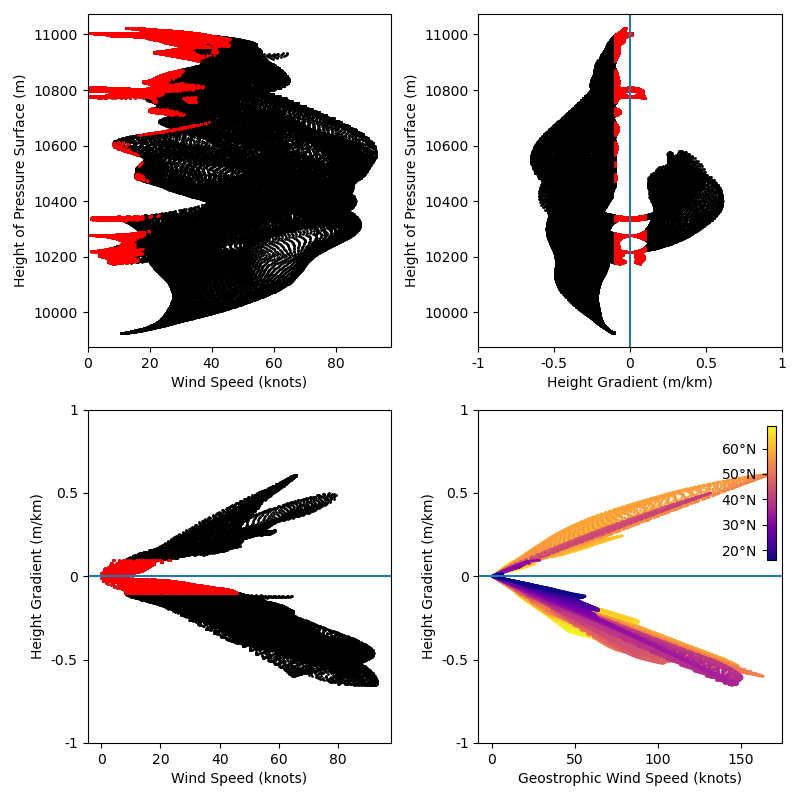 11000
10800
10600
10400
10200
10000
Height of Pressure Surface (m)
0 20 40 60 80
Wind Speed (knots)
11000
10800
10600
10400
10200
10000
Height of Pressure Surface (m)
-1 -0.5 0 0.5 1
Height Gradient (m/km)
1
0.5
0
-0.5
-1
Height Gradient (m/km)
0 20 40 60 80
Wind Speed (knots)
1
0.5
0
-0.5
-1
Height Gradient (m/km)
60°N
50°N
40°N
30°N
20°N
0 50 100 150
Geostrophic Wind Speed (knots)